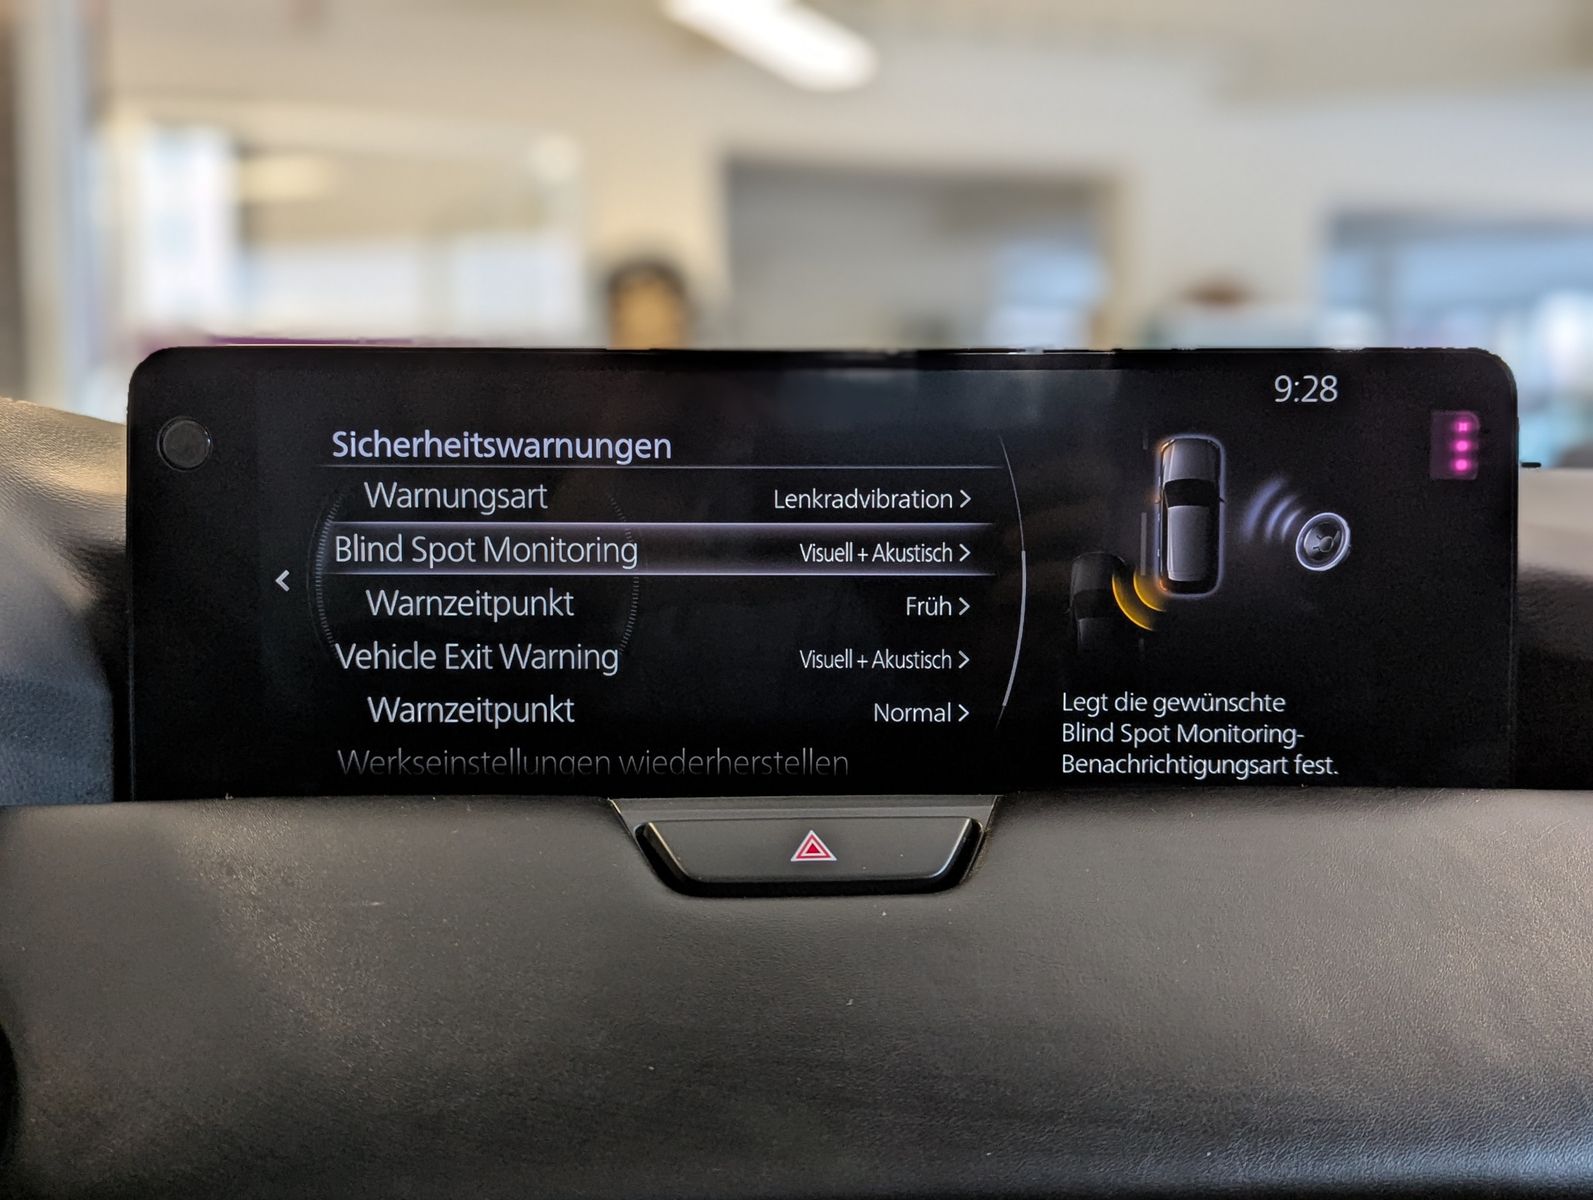 9:28
Sicherheitswarnungen
Warnungsart Lenkradvibration >
Blind Spot Monitoring Visuell + Akustisch >
Warnzeitpunkt Früh >
Vehicle Exit Warning Visuell + Akustisch >
Warnzeitpunkt Normal >
Werkseinstellungen wiederherstellen
Legt die gewünschte
Blind Spot Monitoring-
Benachrichtigungsart fest.